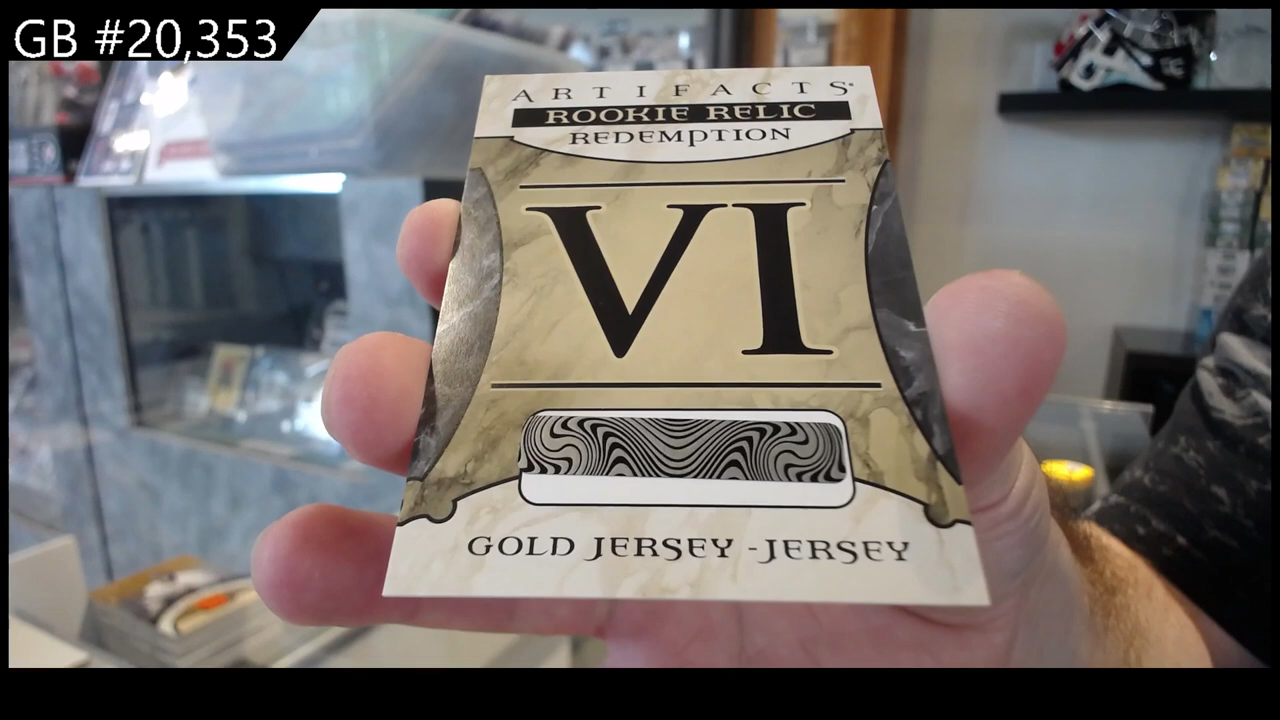 GB #20,353
ARTIFACTS
ROOKIE RELIC
REDEMPTION
VI
GOLD JERSEY - JERSEY